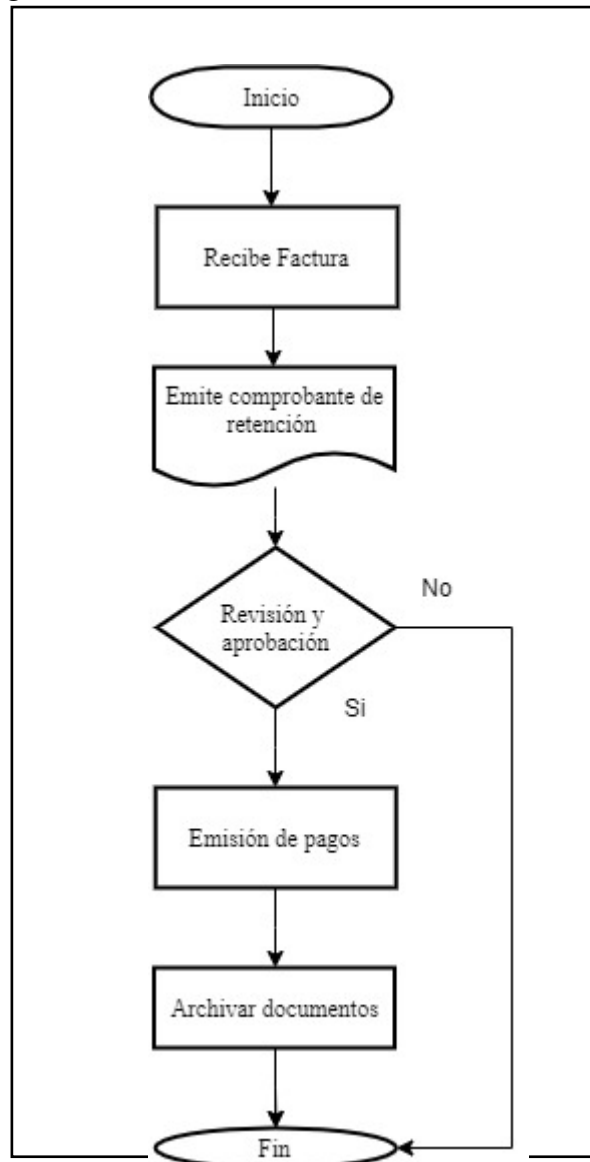 Inicio
Recibe Factura
Emite comprobante de
retención
Revisión y
aprobación
No
Si
Emisión de pagos
Archivar documentos
Fin